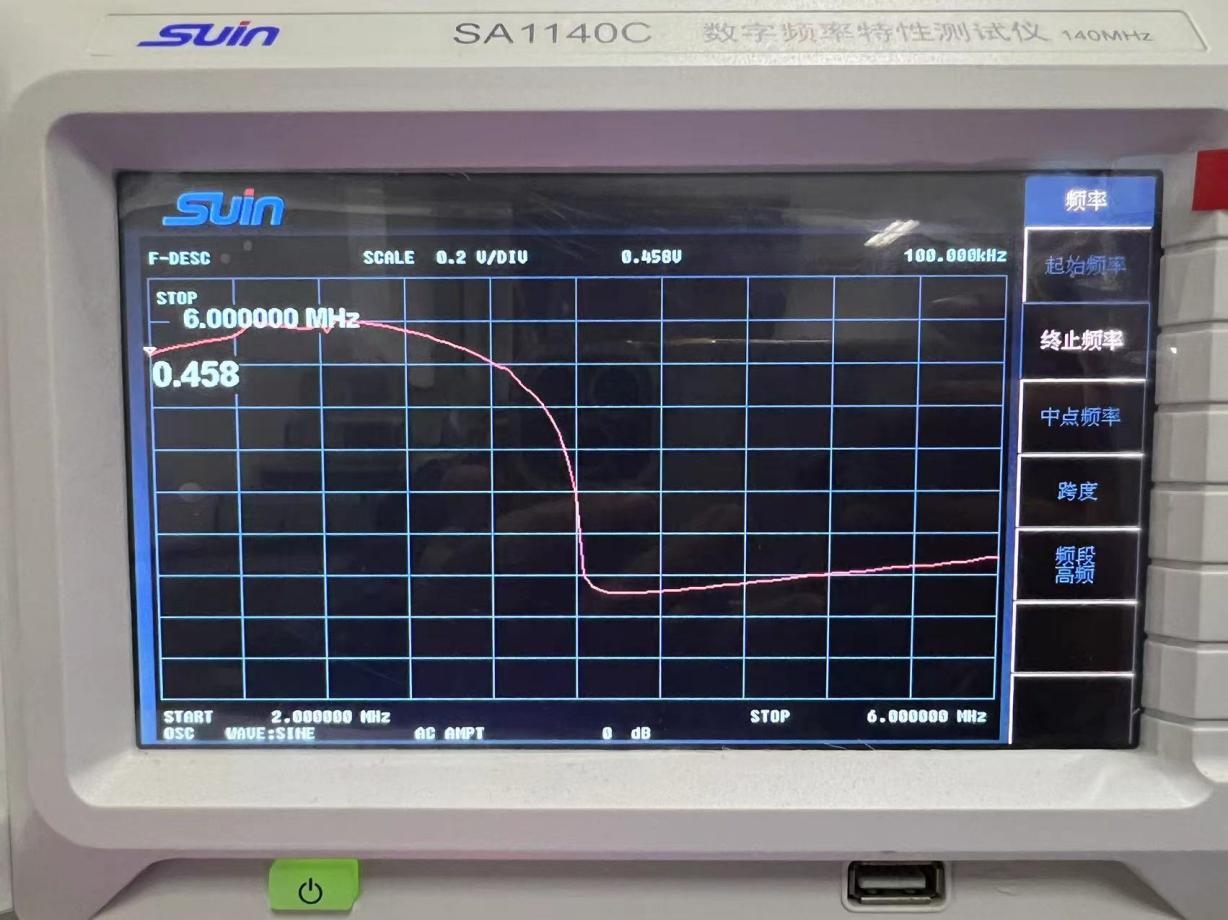 Suin SA1140C 数字频率特性测试仪 140MHz
Suin
频率
F-DESC SCALE 0.2 V/DIV 0.458V 100.000kHz
起始频率
STOP
6.000000 MHz
终止频率
0.458
中点频率
跨度
频段
高频
START 2.000000 MHz STOP 6.000000 MHz
OSC WAVE:SINE AC AMPT 0 dB